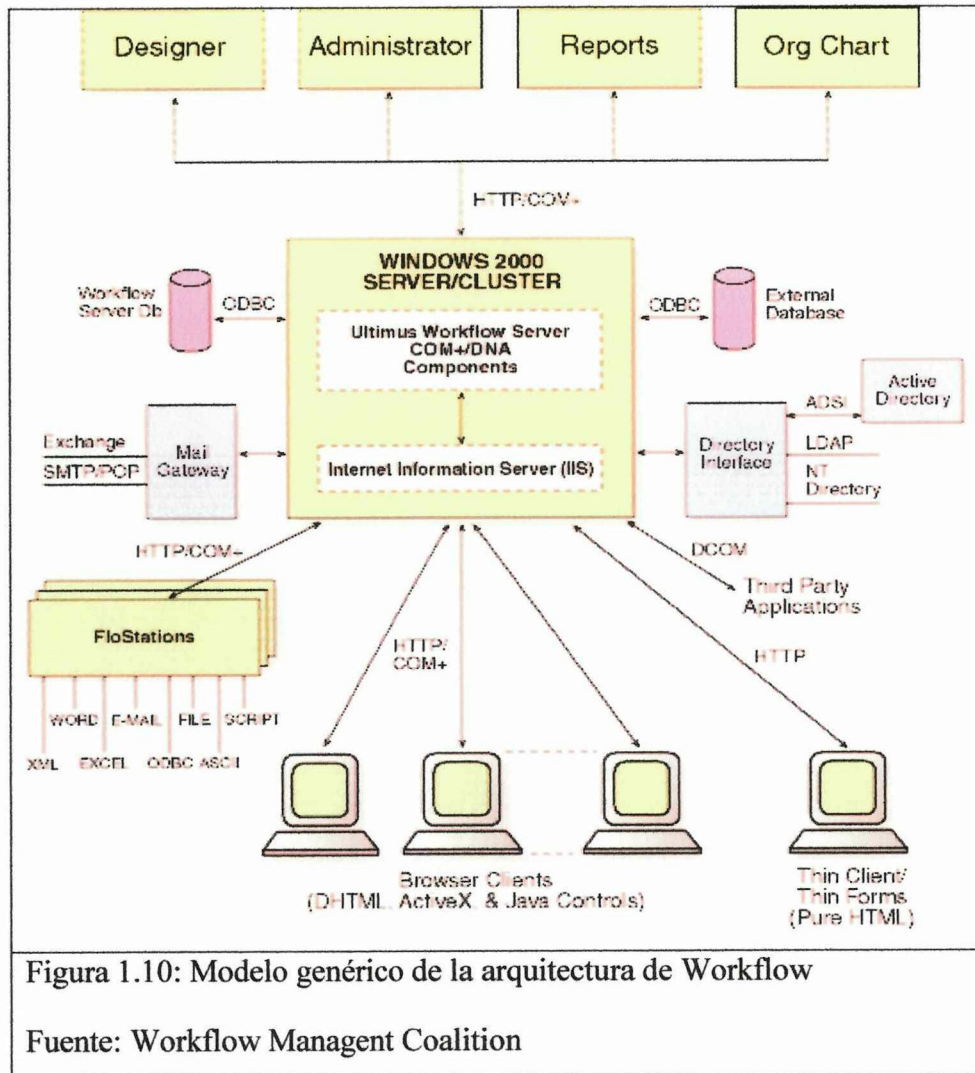 Designer
Administrator
Reports
Org Chart
HTTP/COM+
WINDOWS 2000
SERVER/CLUSTER
Workflow
Server Db
ODBC
ODBC
External
Database
Ultimus Workflow Server
COM+/DNA
Components
Internet Information Server (IIS)
Exchange
SMTP/POP
Mail
Gateway
Directory
Interface
ADSI
Active
Directory
LDAP
NT
Directory
HTTP/COM+
DCOM
Third Party
Applications
FloStations
HTTP/
COM+
HTTP
WORD E-MAIL FILE SCRIPT
XML EXCEL ODBC ASCII
Browser Clients
(DHTML, ActiveX, & Java Controls)
Thin Client/
Thin Forms
(Pure HTML)
Figura 1.10: Modelo genérico de la arquitectura de Workflow
Fuente: Workflow Managent Coalition